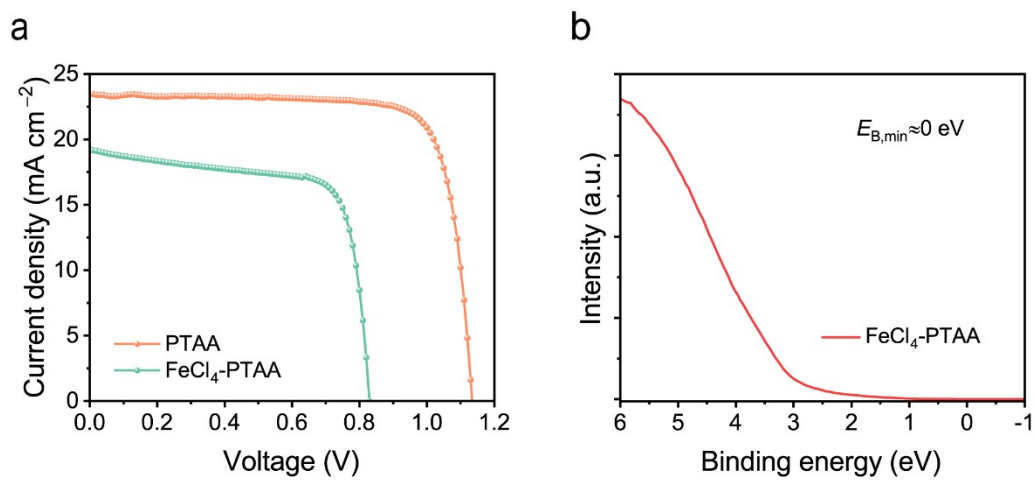 a
Current density (mA cm⁻²)
25
20
15
10
5
0
PTAA
FeCl₄-PTAA
0.0 0.2 0.4 0.6 0.8 1.0 1.2
Voltage (V)
b
Intensity (a.u.)
E_B,min≈0 eV
FeCl₄-PTAA
6 5 4 3 2 1 0 -1
Binding energy (eV)